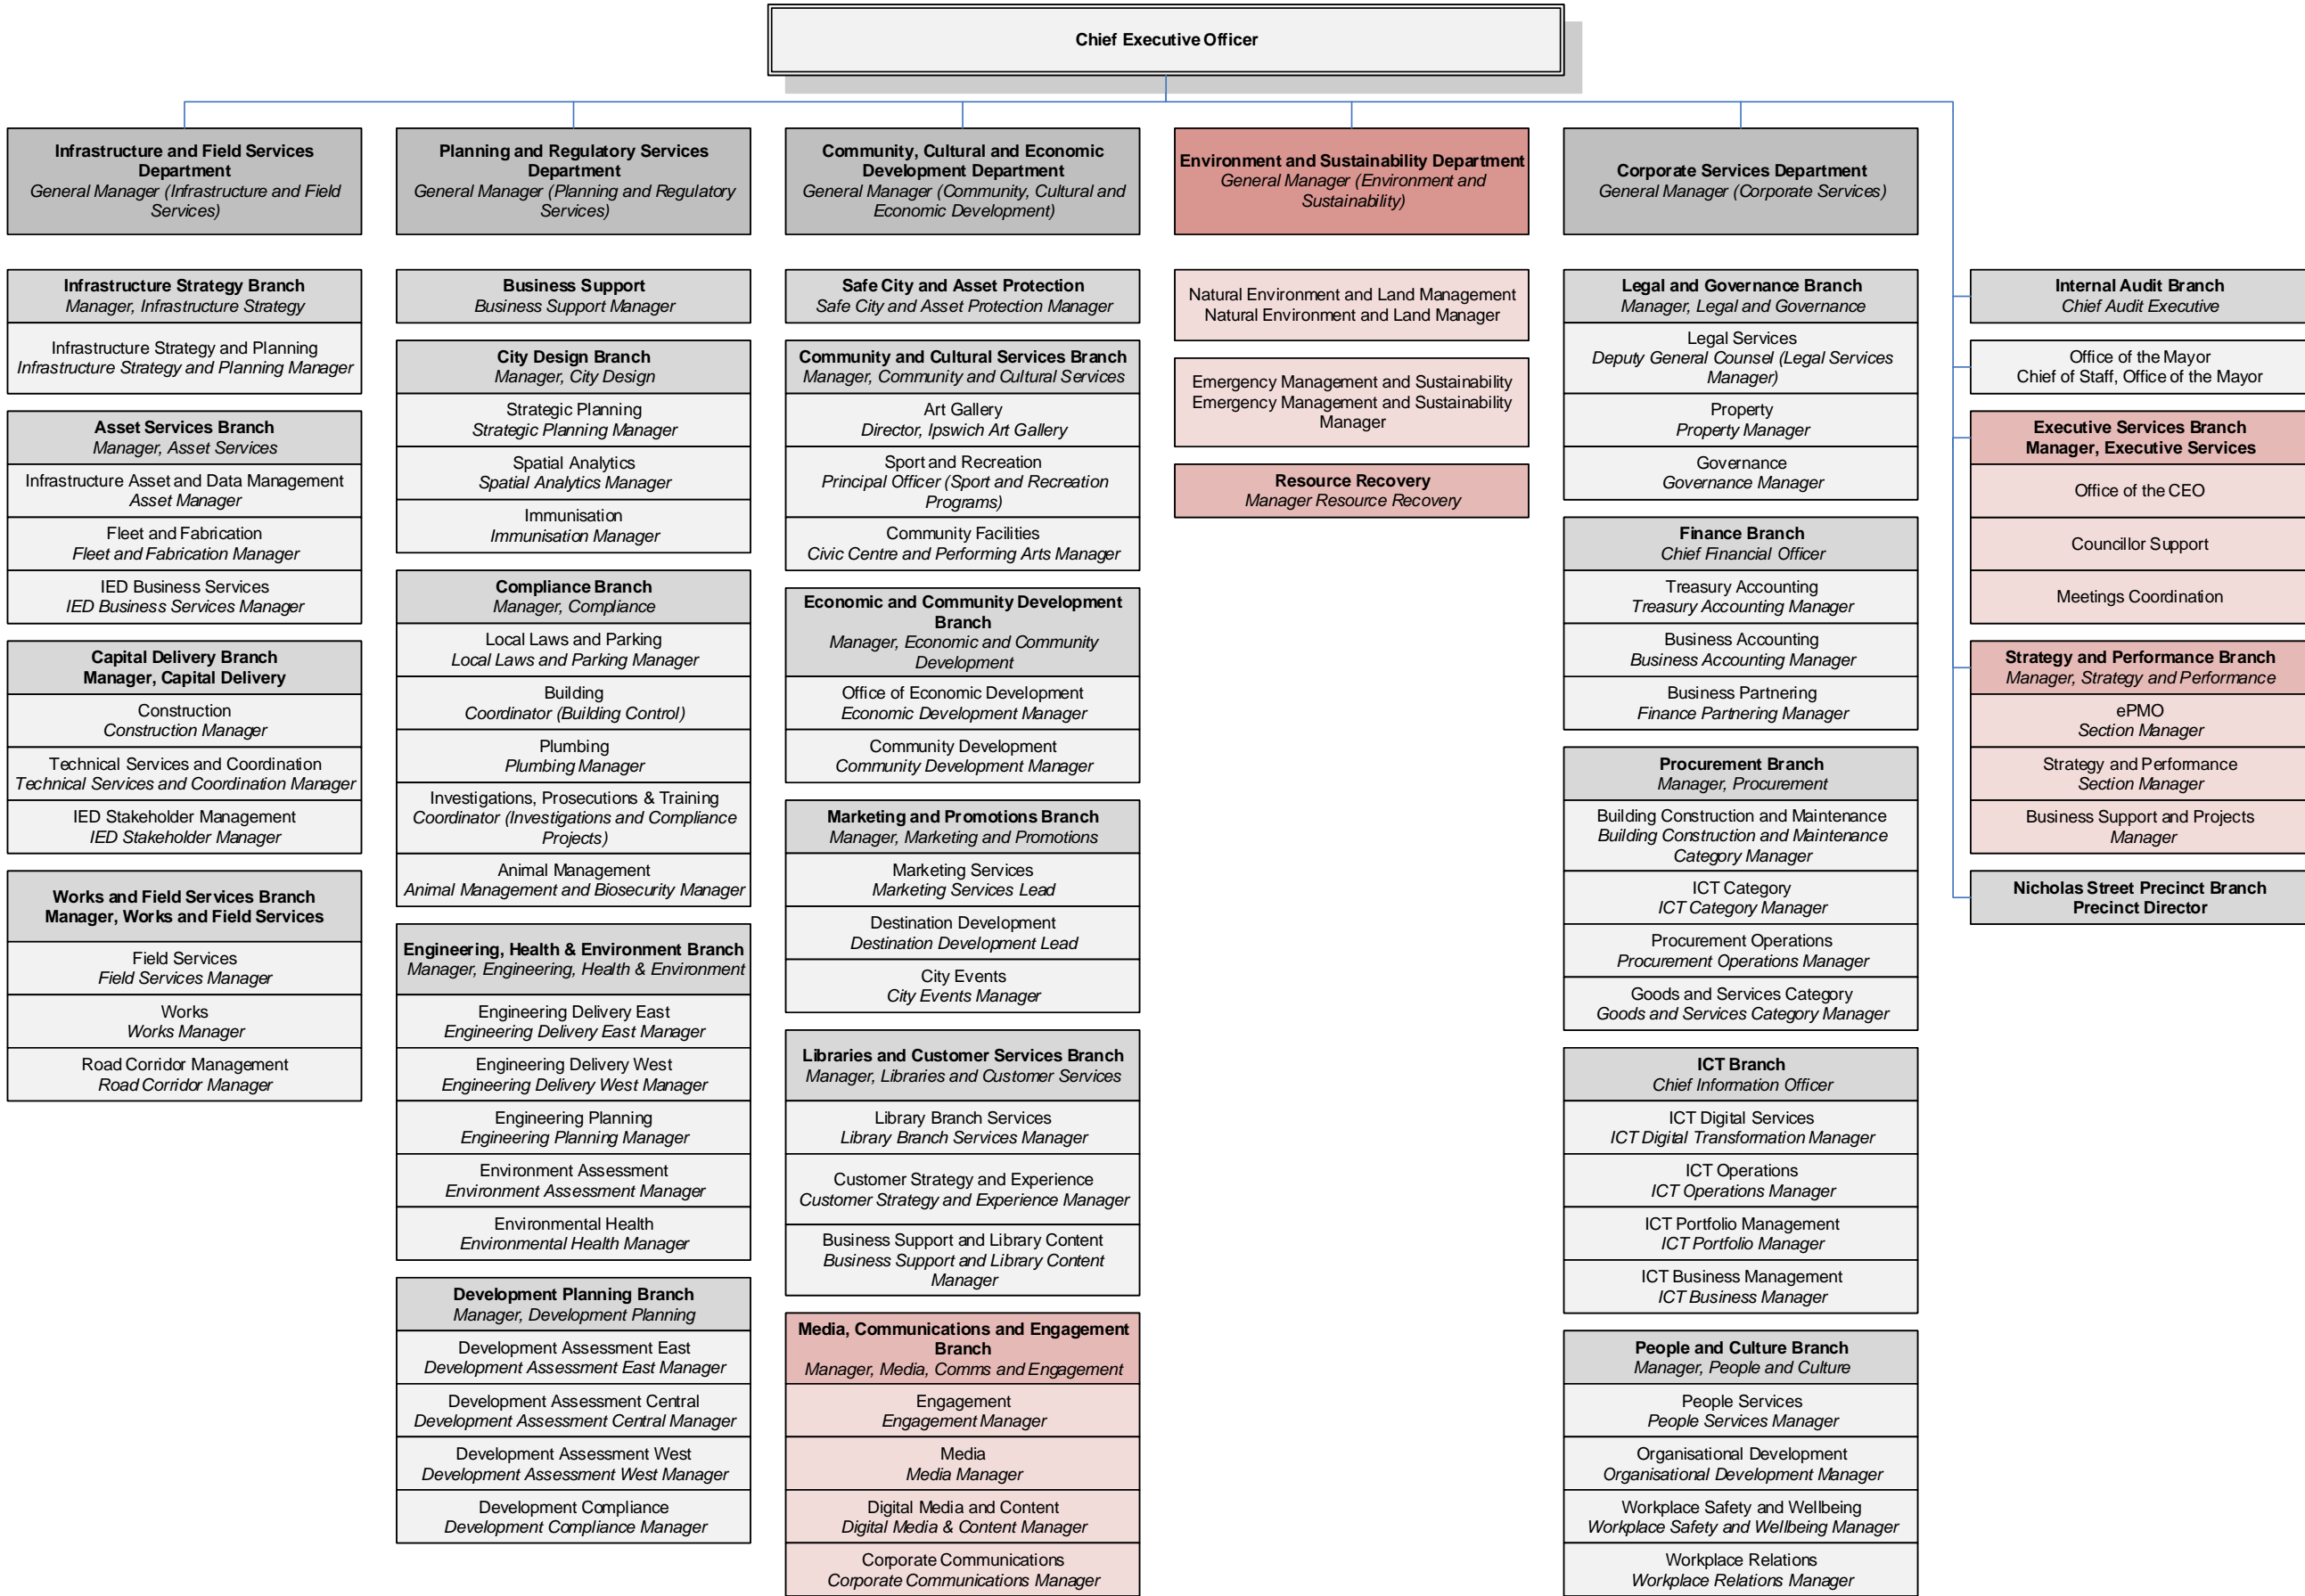 Chief Executive Officer
Infrastructure and Field Services
Department
General Manager (Infrastructure and Field
Services)
Infrastructure Strategy Branch
Manager, Infrastructure Strategy
Infrastructure Strategy and Planning
Infrastructure Strategy and Planning Manager
Asset Services Branch
Manager, Asset Services
Infrastructure Asset and Data Management
Asset Manager
Fleet and Fabrication
Fleet and Fabrication Manager
IED Business Services
IED Business Services Manager
Capital Delivery Branch
Manager, Capital Delivery
Construction
Construction Manager
Technical Services and Coordination
Technical Services and Coordination Manager
IED Stakeholder Management
IED Stakeholder Manager
Works and Field Services Branch
Manager, Works and Field Services
Field Services
Field Services Manager
Works
Works Manager
Road Corridor Management
Road Corridor Manager
Planning and Regulatory Services
Department
General Manager (Planning and Regulatory
Services)
Business Support
Business Support Manager
City Design Branch
Manager, City Design
Strategic Planning
Strategic Planning Manager
Spatial Analytics
Spatial Analytics Manager
Immunisation
Immunisation Manager
Compliance Branch
Manager, Compliance
Local Laws and Parking
Local Laws and Parking Manager
Building
Coordinator (Building Control)
Plumbing
Plumbing Manager
Investigations, Prosecutions & Training
Coordinator (Investigations and Compliance
Projects)
Animal Management
Animal Management and Biosecurity Manager
Engineering, Health & Environment Branch
Manager, Engineering, Health & Environment
Engineering Delivery East
Engineering Delivery East Manager
Engineering Delivery West
Engineering Delivery West Manager
Engineering Planning
Engineering Planning Manager
Environment Assessment
Environment Assessment Manager
Environmental Health
Environmental Health Manager
Development Planning Branch
Manager, Development Planning
Development Assessment East
Development Assessment East Manager
Development Assessment Central
Development Assessment Central Manager
Development Assessment West
Development Assessment West Manager
Development Compliance
Development Compliance Manager
Community, Cultural and Economic
Development Department
General Manager (Community, Cultural and
Economic Development)
Safe City and Asset Protection
Safe City and Asset Protection Manager
Community and Cultural Services Branch
Manager, Community and Cultural Services
Art Gallery
Director, Ipswich Art Gallery
Sport and Recreation
Principal Officer (Sport and Recreation
Programs)
Community Facilities
Civic Centre and Performing Arts Manager
Economic and Community Development
Branch
Manager, Economic and Community
Development
Office of Economic Development
Economic Development Manager
Community Development
Community Development Manager
Marketing and Promotions Branch
Manager, Marketing and Promotions
Marketing Services
Marketing Services Lead
Destination Development
Destination Development Lead
City Events
City Events Manager
Libraries and Customer Services Branch
Manager, Libraries and Customer Services
Library Branch Services
Library Branch Services Manager
Customer Strategy and Experience
Customer Strategy and Experience Manager
Business Support and Library Content
Business Support and Library Content
Manager
Media, Communications and Engagement
Branch
Manager, Media, Comms and Engagement
Engagement
Engagement Manager
Media
Media Manager
Digital Media and Content
Digital Media & Content Manager
Corporate Communications
Corporate Communications Manager
Environment and Sustainability Department
General Manager (Environment and
Sustainability)
Natural Environment and Land Management
Natural Environment and Land Manager
Emergency Management and Sustainability
Emergency Management and Sustainability
Manager
Resource Recovery
Manager Resource Recovery
Corporate Services Department
General Manager (Corporate Services)
Legal and Governance Branch
Manager, Legal and Governance
Legal Services
Deputy General Counsel (Legal Services
Manager)
Property
Property Manager
Governance
Governance Manager
Finance Branch
Chief Financial Officer
Treasury Accounting
Treasury Accounting Manager
Business Accounting
Business Accounting Manager
Business Partnering
Finance Partnering Manager
Procurement Branch
Manager, Procurement
Building Construction and Maintenance
Building Construction and Maintenance
Category Manager
ICT Category
ICT Category Manager
Procurement Operations
Procurement Operations Manager
Goods and Services Category
Goods and Services Category Manager
ICT Branch
Chief Information Officer
ICT Digital Services
ICT Digital Transformation Manager
ICT Operations
ICT Operations Manager
ICT Portfolio Management
ICT Portfolio Manager
ICT Business Management
ICT Business Manager
People and Culture Branch
Manager, People and Culture
People Services
People Services Manager
Organisational Development
Organisational Development Manager
Workplace Safety and Wellbeing
Workplace Safety and Wellbeing Manager
Workplace Relations
Workplace Relations Manager
Internal Audit Branch
Chief Audit Executive
Office of the Mayor
Chief of Staff, Office of the Mayor
Executive Services Branch
Manager, Executive Services
Office of the CEO
Councillor Support
Meetings Coordination
Strategy and Performance Branch
Manager, Strategy and Performance
ePMO
Section Manager
Strategy and Performance
Section Manager
Business Support and Projects
Manager
Nicholas Street Precinct Branch
Precinct Director